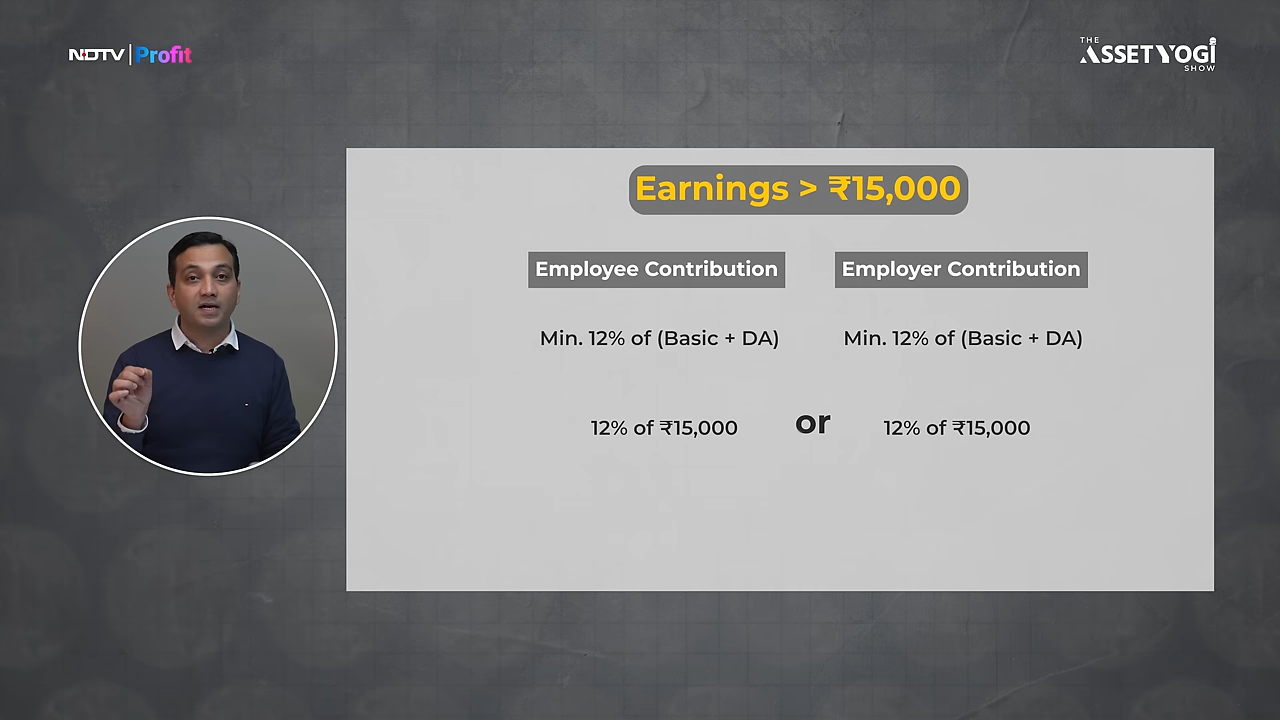 NDTV | Profit
THE
ASSET YOGI
SHOW
Earnings > ₹15,000
Employee Contribution
Employer Contribution
Min. 12% of (Basic + DA)
Min. 12% of (Basic + DA)
12% of ₹15,000
or
12% of ₹15,000